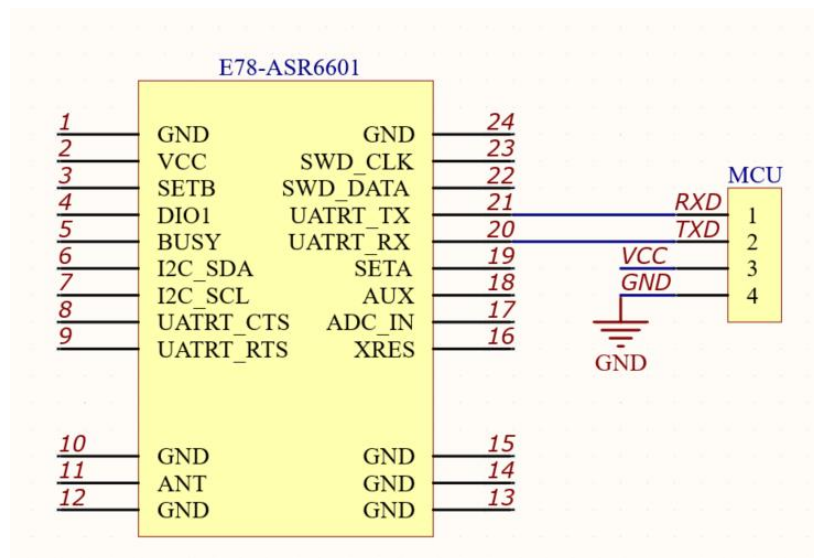 E78-ASR6601
1 GND GND 24
2 VCC SWD_CLK 23
3 SETB SWD_DATA 22
4 DIO1 UATRT_TX 21
5 BUSY UATRT_RX 20
6 I2C_SDA SETA 19
7 I2C_SCL AUX 18
8 UATRT_CTS ADC_IN 17
9 UATRT_RTS XRES 16
10 GND GND 15
11 ANT GND 14
12 GND GND 13
MCU
RXD 1
TXD 2
VCC 3
GND 4
GND